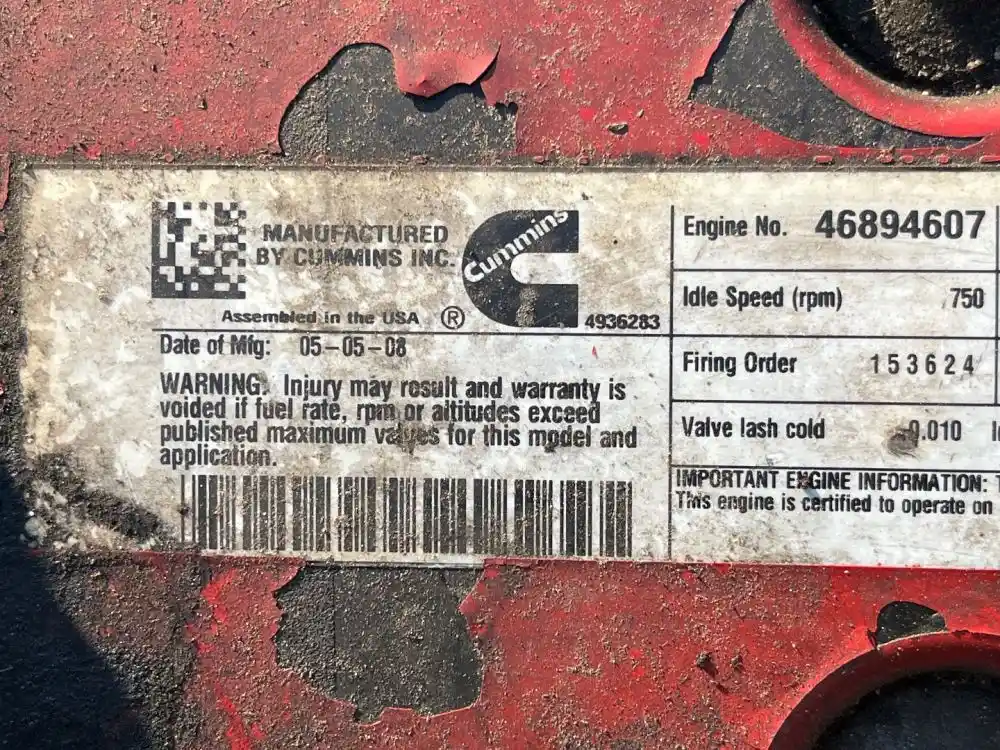 MANUFACTURED
BY CUMMINS INC.
Cummins
Assembled in the USA ®
4936283
Date of Mfg: 05-05-08
WARNING: Injury may result and warranty is
voided if fuel rate, rpm or altitudes exceed
published maximum values for this model and
application.
Engine No. 46894607
Idle Speed (rpm) 750
Firing Order 153624
Valve lash cold 0.010
IMPORTANT ENGINE INFORMATION:
This engine is certified to operate on